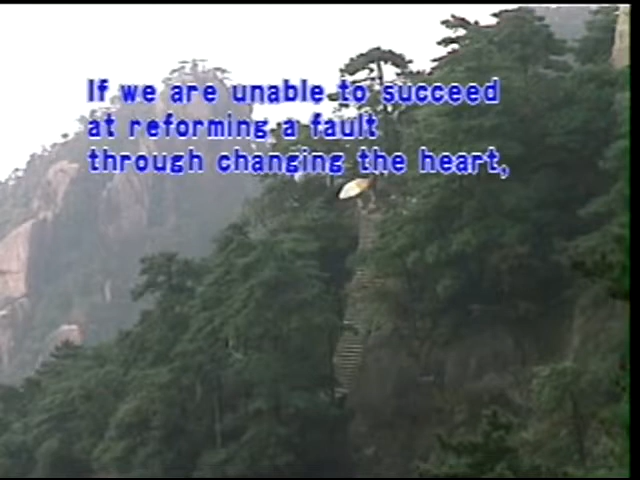 If we are unable to succeed
at reforming a fault
through changing the heart,